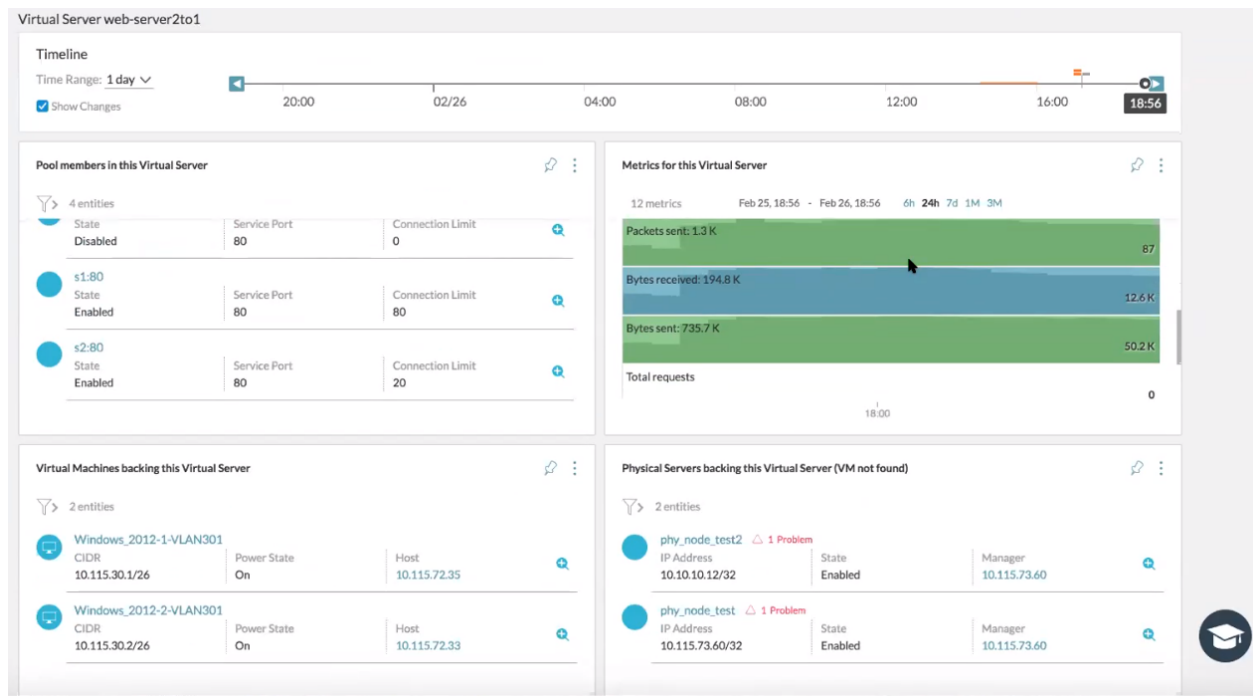 Virtual Server web-server2to1
Timeline
Time Range: 1 day
Show Changes
20:00 02/26 04:00 08:00 12:00 16:00 18:56
Pool members in this Virtual Server
4 entities
State Service Port Connection Limit
Disabled 80 0
s1:80
State Service Port Connection Limit
Enabled 80 80
s2:80
State Service Port Connection Limit
Enabled 80 20
Metrics for this Virtual Server
12 metrics Feb 25, 18:56 - Feb 26, 18:56 6h 24h 7d 1M 3M
Packets sent: 1.3 K
87
Bytes received: 194.8 K
12.6 K
Bytes sent: 735.7 K
50.2 K
Total requests
0
18:00
Virtual Machines backing this Virtual Server
2 entities
Windows_2012-1-VLAN301
CIDR Power State Host
10.115.30.1/26 On 10.115.72.35
Windows_2012-2-VLAN301
CIDR Power State Host
10.115.30.2/26 On 10.115.72.33
Physical Servers backing this Virtual Server (VM not found)
2 entities
phy_node_test2 1 Problem
IP Address State Manager
10.10.10.12/32 Enabled 10.115.73.60
phy_node_test 1 Problem
IP Address State Manager
10.115.73.60/32 Enabled 10.115.73.60